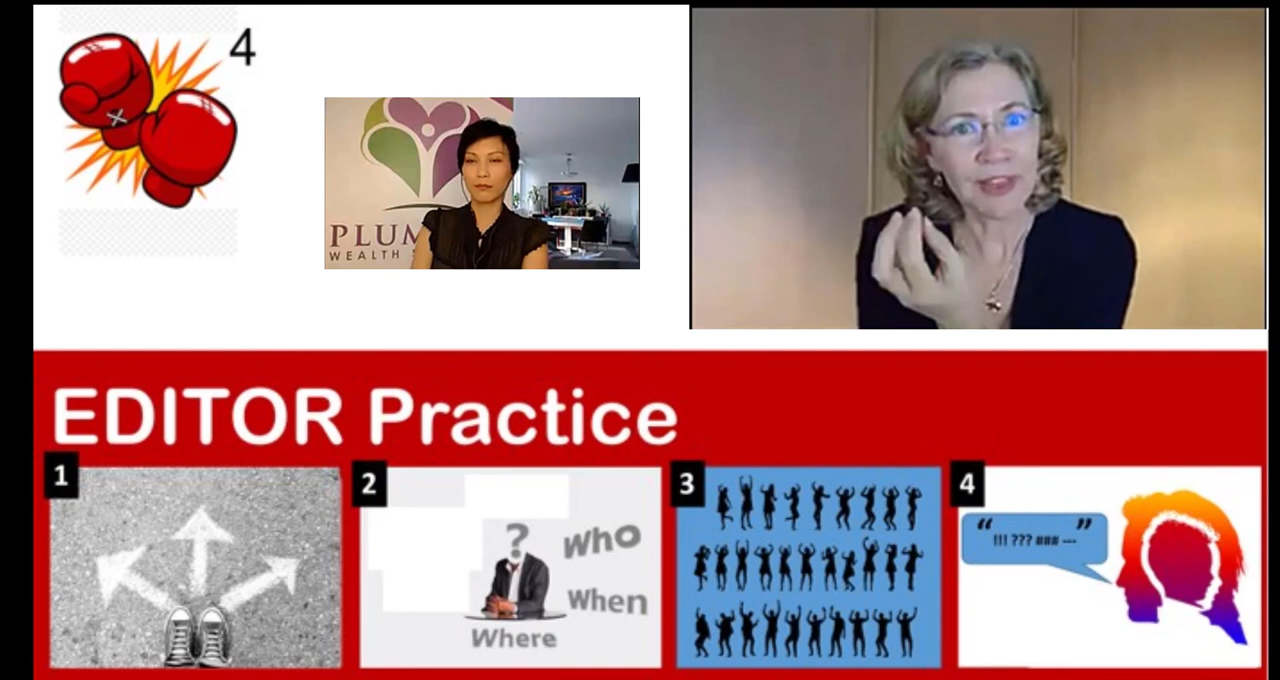 4
PLUM
WEALTH
EDITOR Practice
1
2
3
4
?
Who
When
Where
“ ”
!!! ??? ### ---